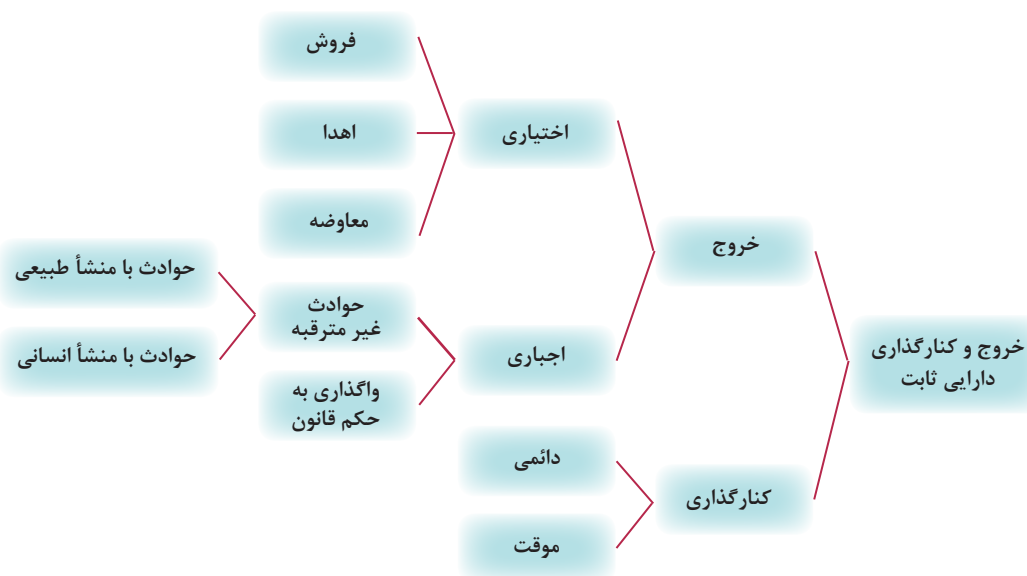 خروج و کنارگذاری
دارایی ثابت
خروج
اختیاری
فروش
اهدا
معاوضه
اجباری
حوادث
غیر مترقبه
حوادث با منشأ طبیعی
حوادث با منشأ انسانی
واگذاری به
حکم قانون
کنارگذاری
دائمی
موقت